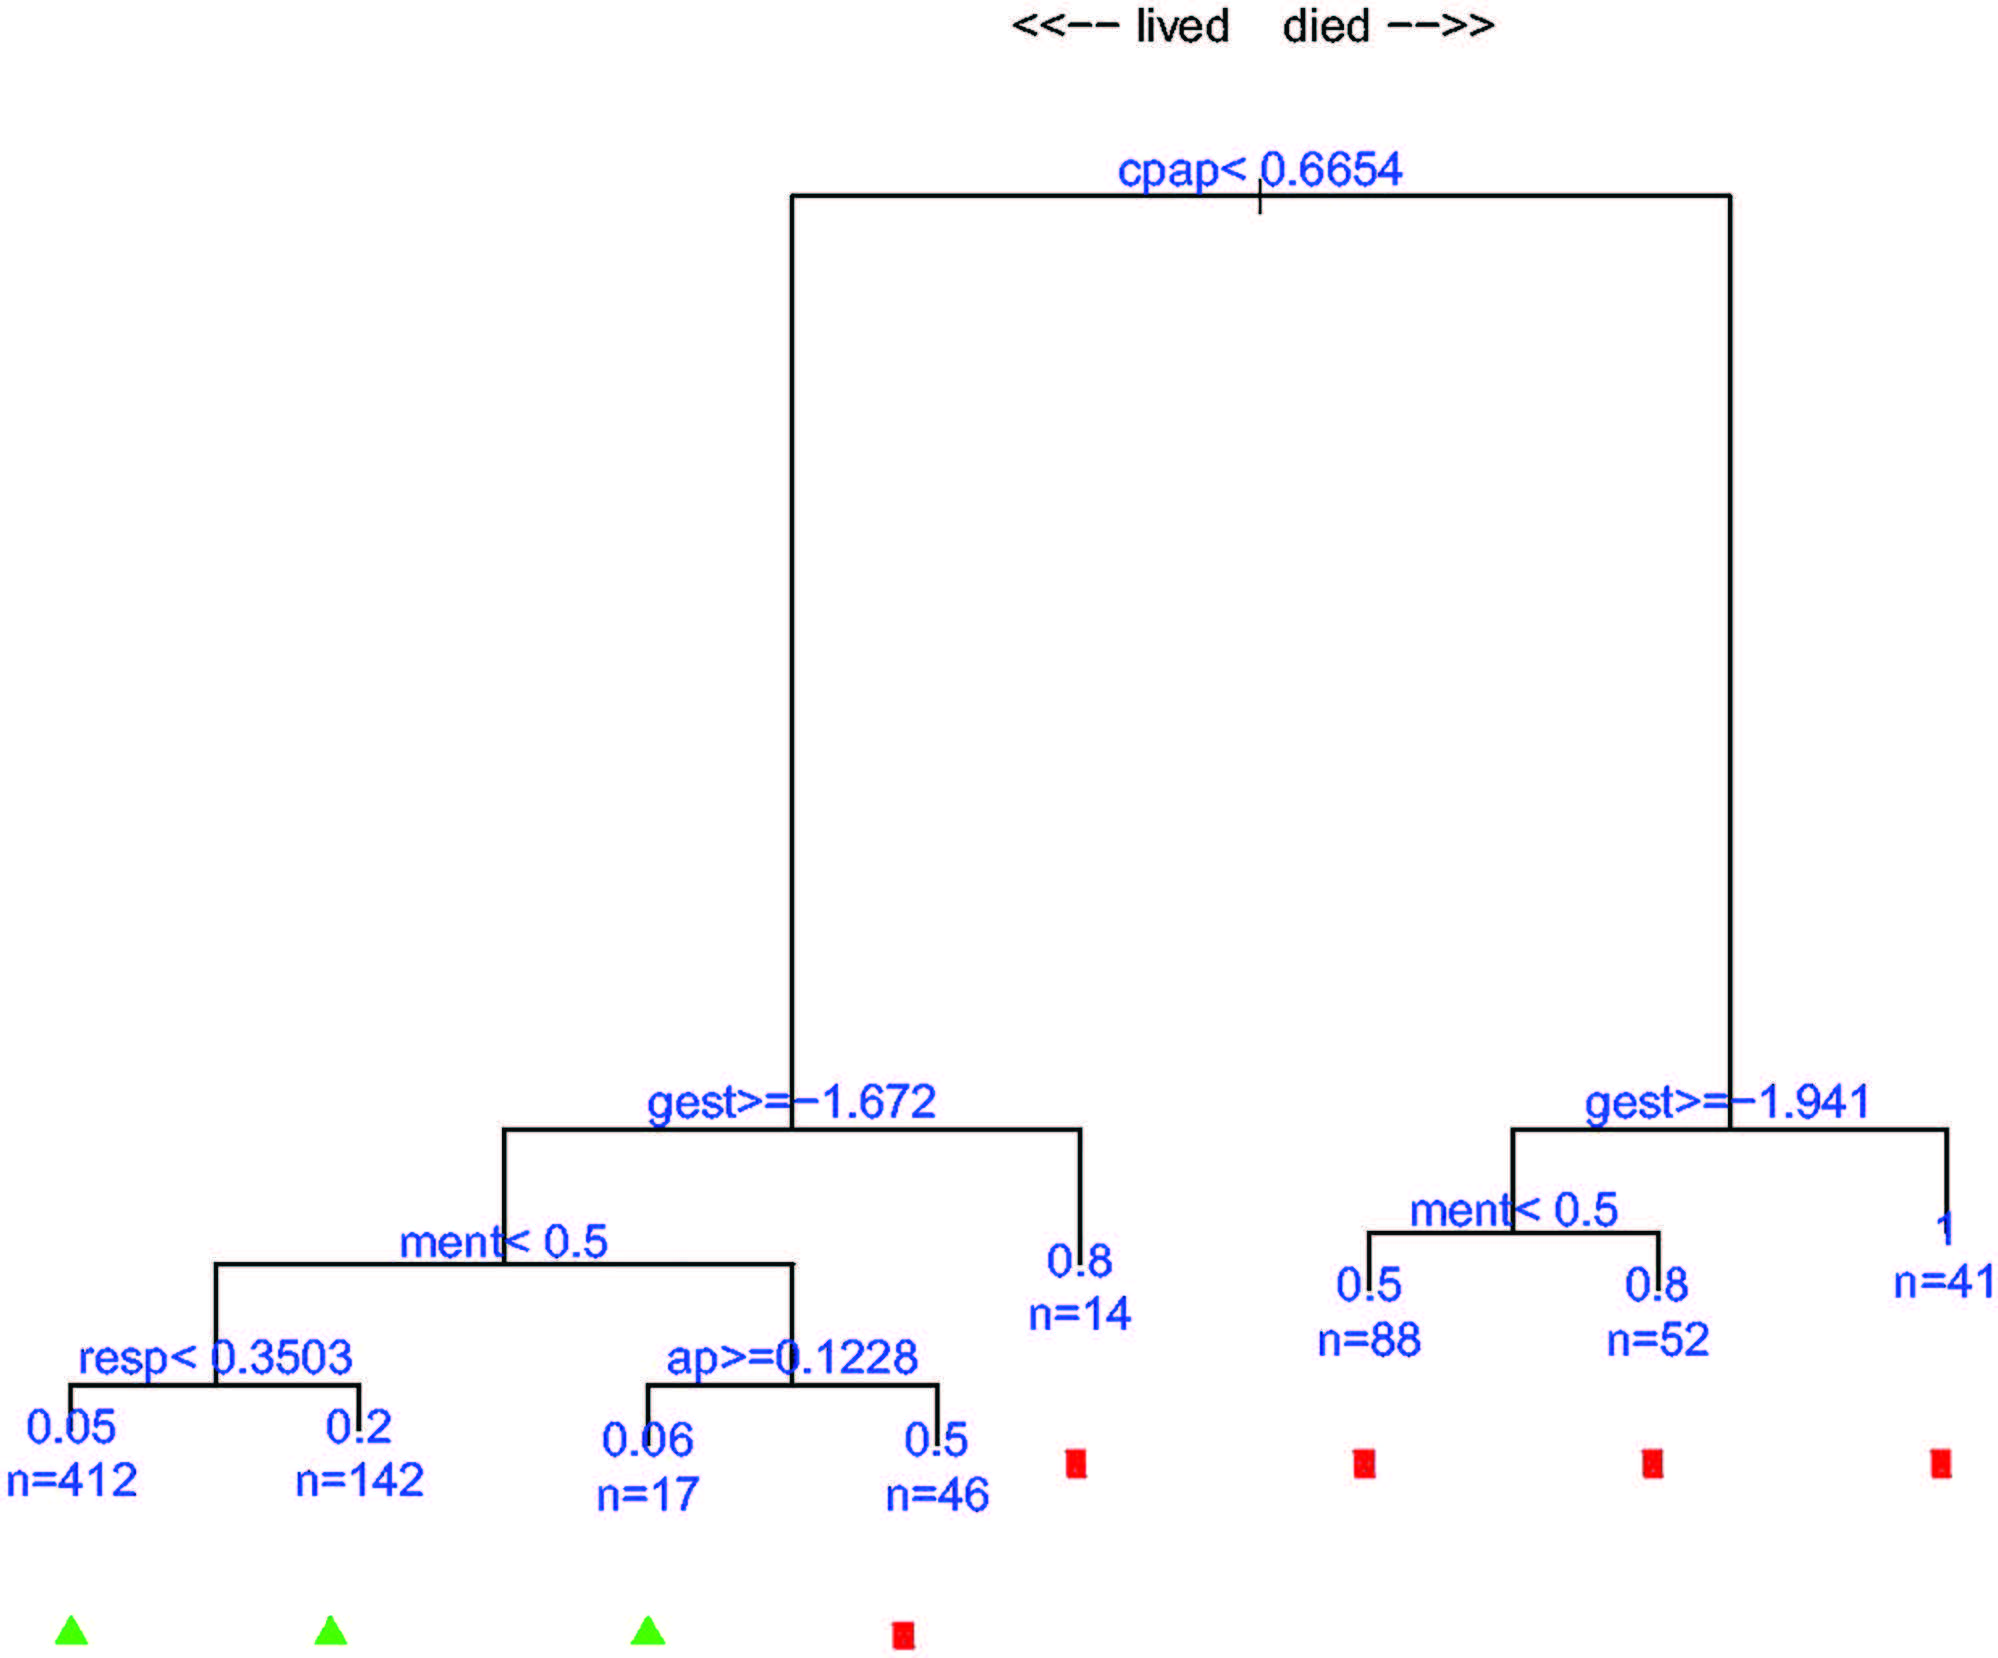 <<−− lived died −−>>
cpap< 0.6654
gest>=−1.672
gest>=−1.941
ment< 0.5
ment< 0.5
0.8
n=14
0.5
n=88
0.8
n=52
1
n=41
resp< 0.3503
ap>=0.1228
0.05
n=412
0.2
n=142
0.06
n=17
0.5
n=46